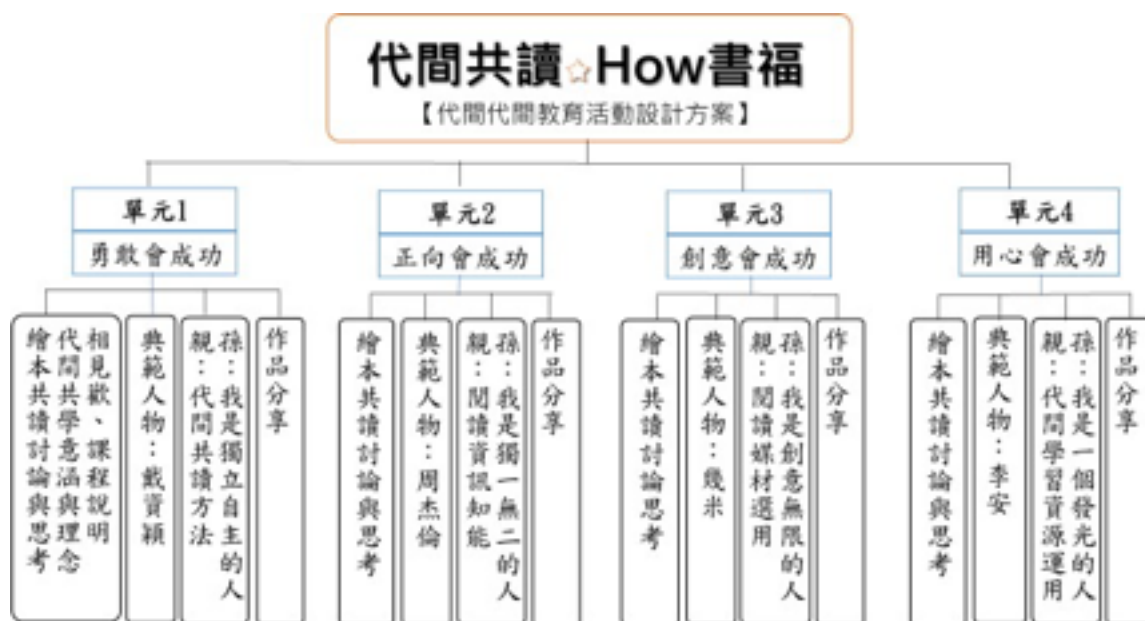 代間共讀☆How書福
【代間代間教育活動設計方案】
單元1
勇敢會成功
相見歡、課程說明
代間共學意涵與理念
繪本共讀討論與思考
典範人物：戴資穎
孫：我是獨立自主的人
親：代間共讀方法
作品分享
單元2
正向會成功
繪本共讀討論與思考
典範人物：周杰倫
孫：我是獨一無二的人
親：閱讀資訊知能
作品分享
單元3
創意會成功
繪本共讀討論與思考
典範人物：幾米
孫：我是創意無限的人
親：閱讀媒材選用
作品分享
單元4
用心會成功
繪本共讀討論與思考
典範人物：李安
孫：我是一個發光的人
親：代間學習資源運用
作品分享